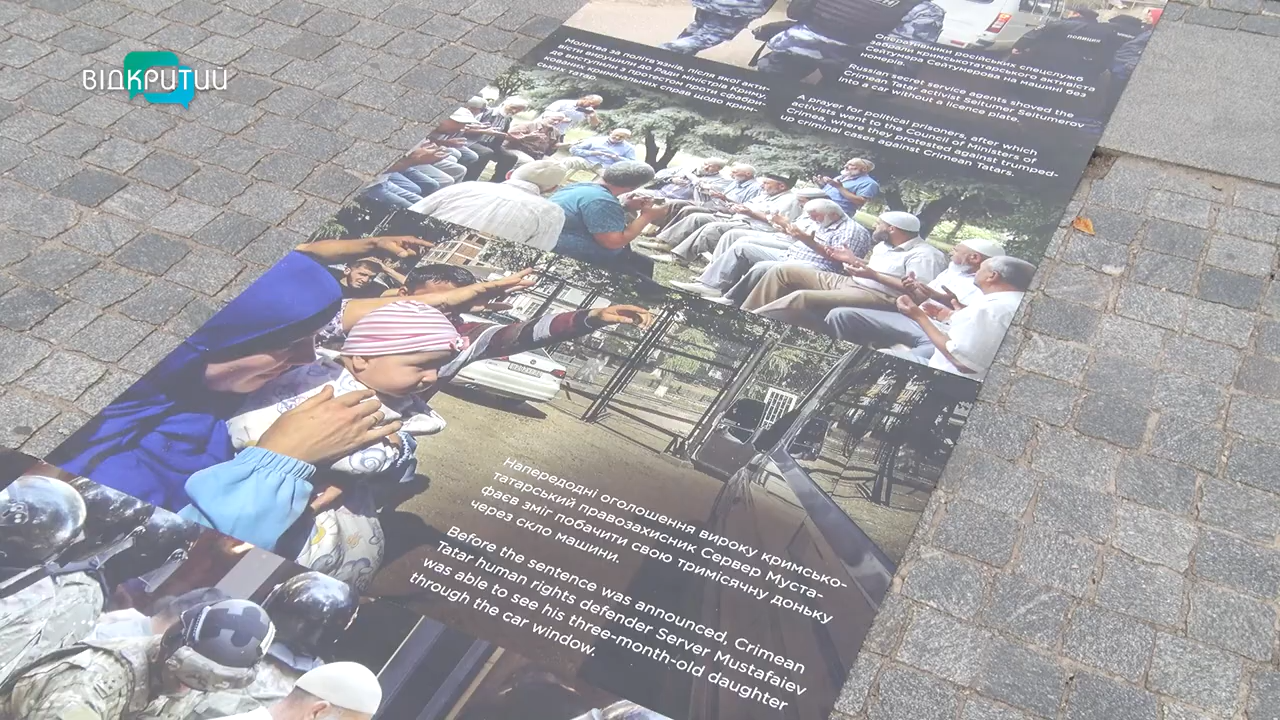 ВІДКРИТИЙ
ПОЛИЦИЯ
Оперативники російських спецслужб
забрали кримськотатарського активіста
Сейтумера Сейтумерова на машині без
номерів.
Russian secret service agents shoved the
Crimean Tatar activist Seitumer Seitumerov
into a car without a licence plate.
Молитва за політв'язнів, після якої акти-
вісти вирушили до Ради міністрів Криму,
де виступили з протестом проти сфабри-
кованих кримінальних справ щодо крим-
ських татар.
A prayer for political prisoners, after which
activists went to the Council of Ministers of
Crimea, where they protested against trumped-
up criminal cases against Crimean Tatars.
Напередодні оголошення вироку кримсько-
татарський правозахисник Сервер Муста-
фаєв зміг побачити свою тримісячну доньку
через скло машини.
Before the sentence was announced, Crimean
Tatar human rights defender Server Mustafaiev
was able to see his three-month-old daughter
through the car window.